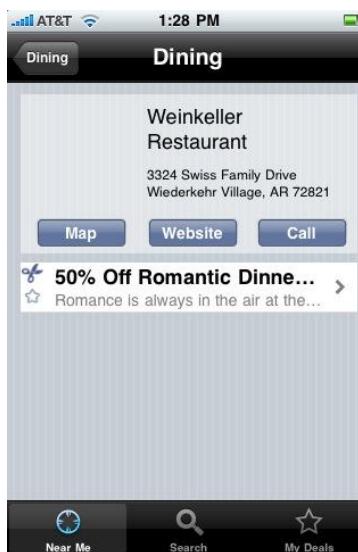 AT&T 1:28 PM
Dining Dining
Weinkeller
Restaurant
3324 Swiss Family Drive
Wiederkehr Village, AR 72821
Map Website Call
50% Off Romantic Dinne...
Romance is always in the air at the...
Near Me Search My Deals